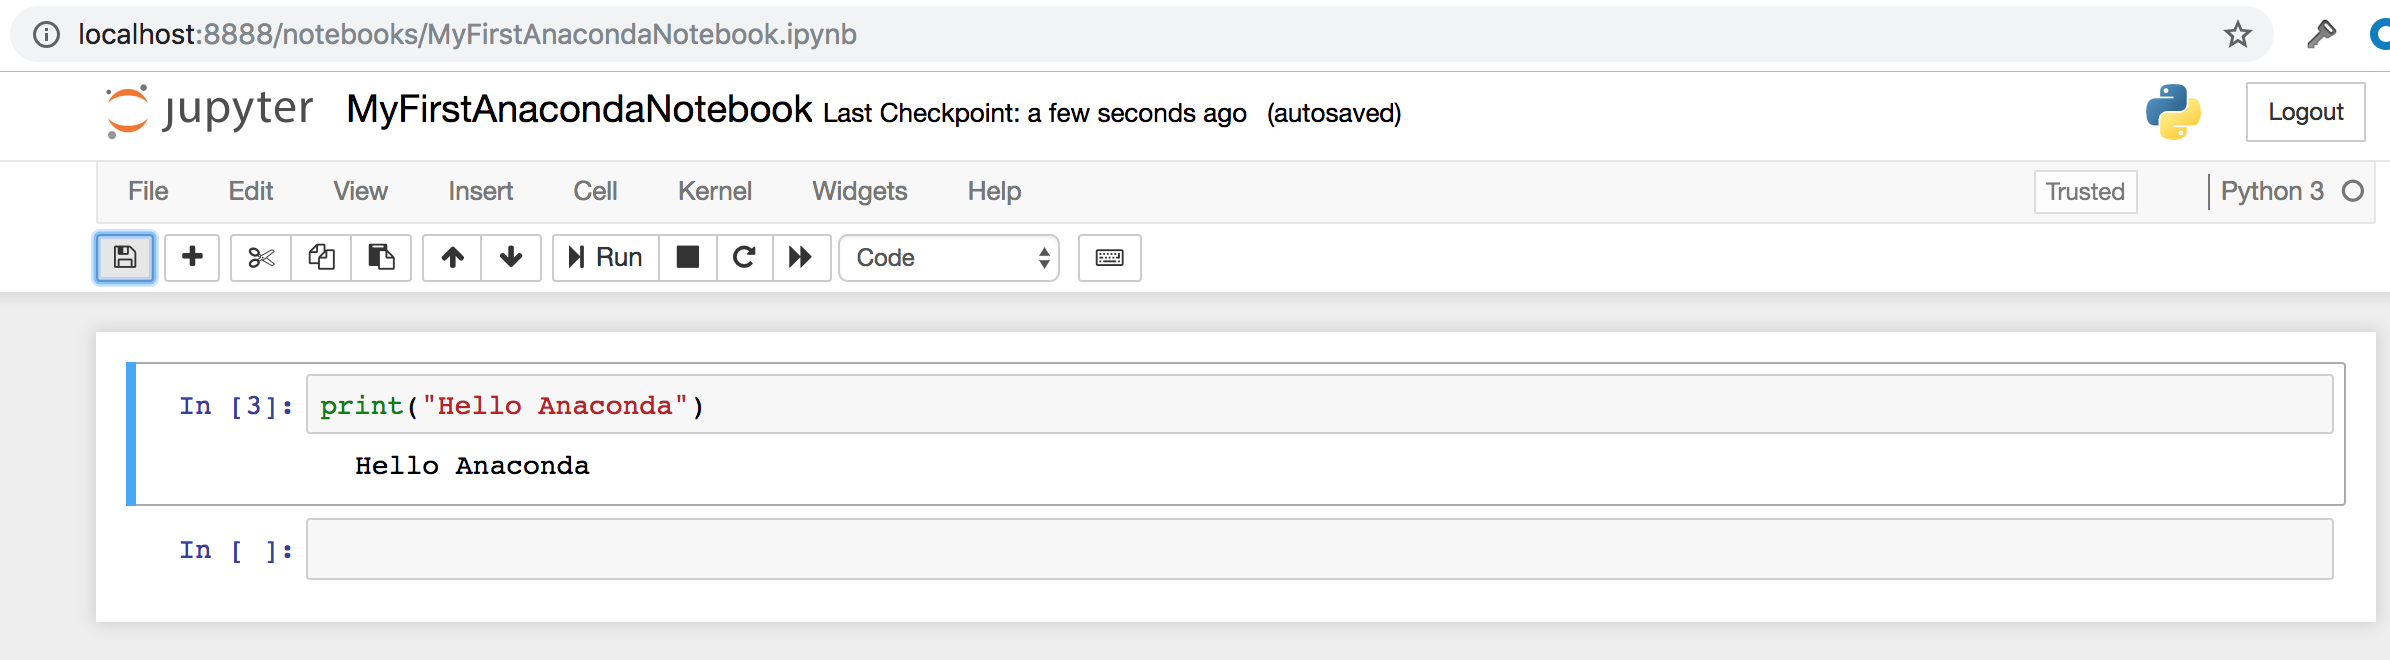 localhost:8888/notebooks/MyFirstAnacondaNotebook.ipynb
jupyter MyFirstAnacondaNotebook Last Checkpoint: a few seconds ago (autosaved) Logout
File Edit View Insert Cell Kernel Widgets Help Trusted Python 3
Run Code
In [3]: print("Hello Anaconda")
Hello Anaconda
In [ ]: